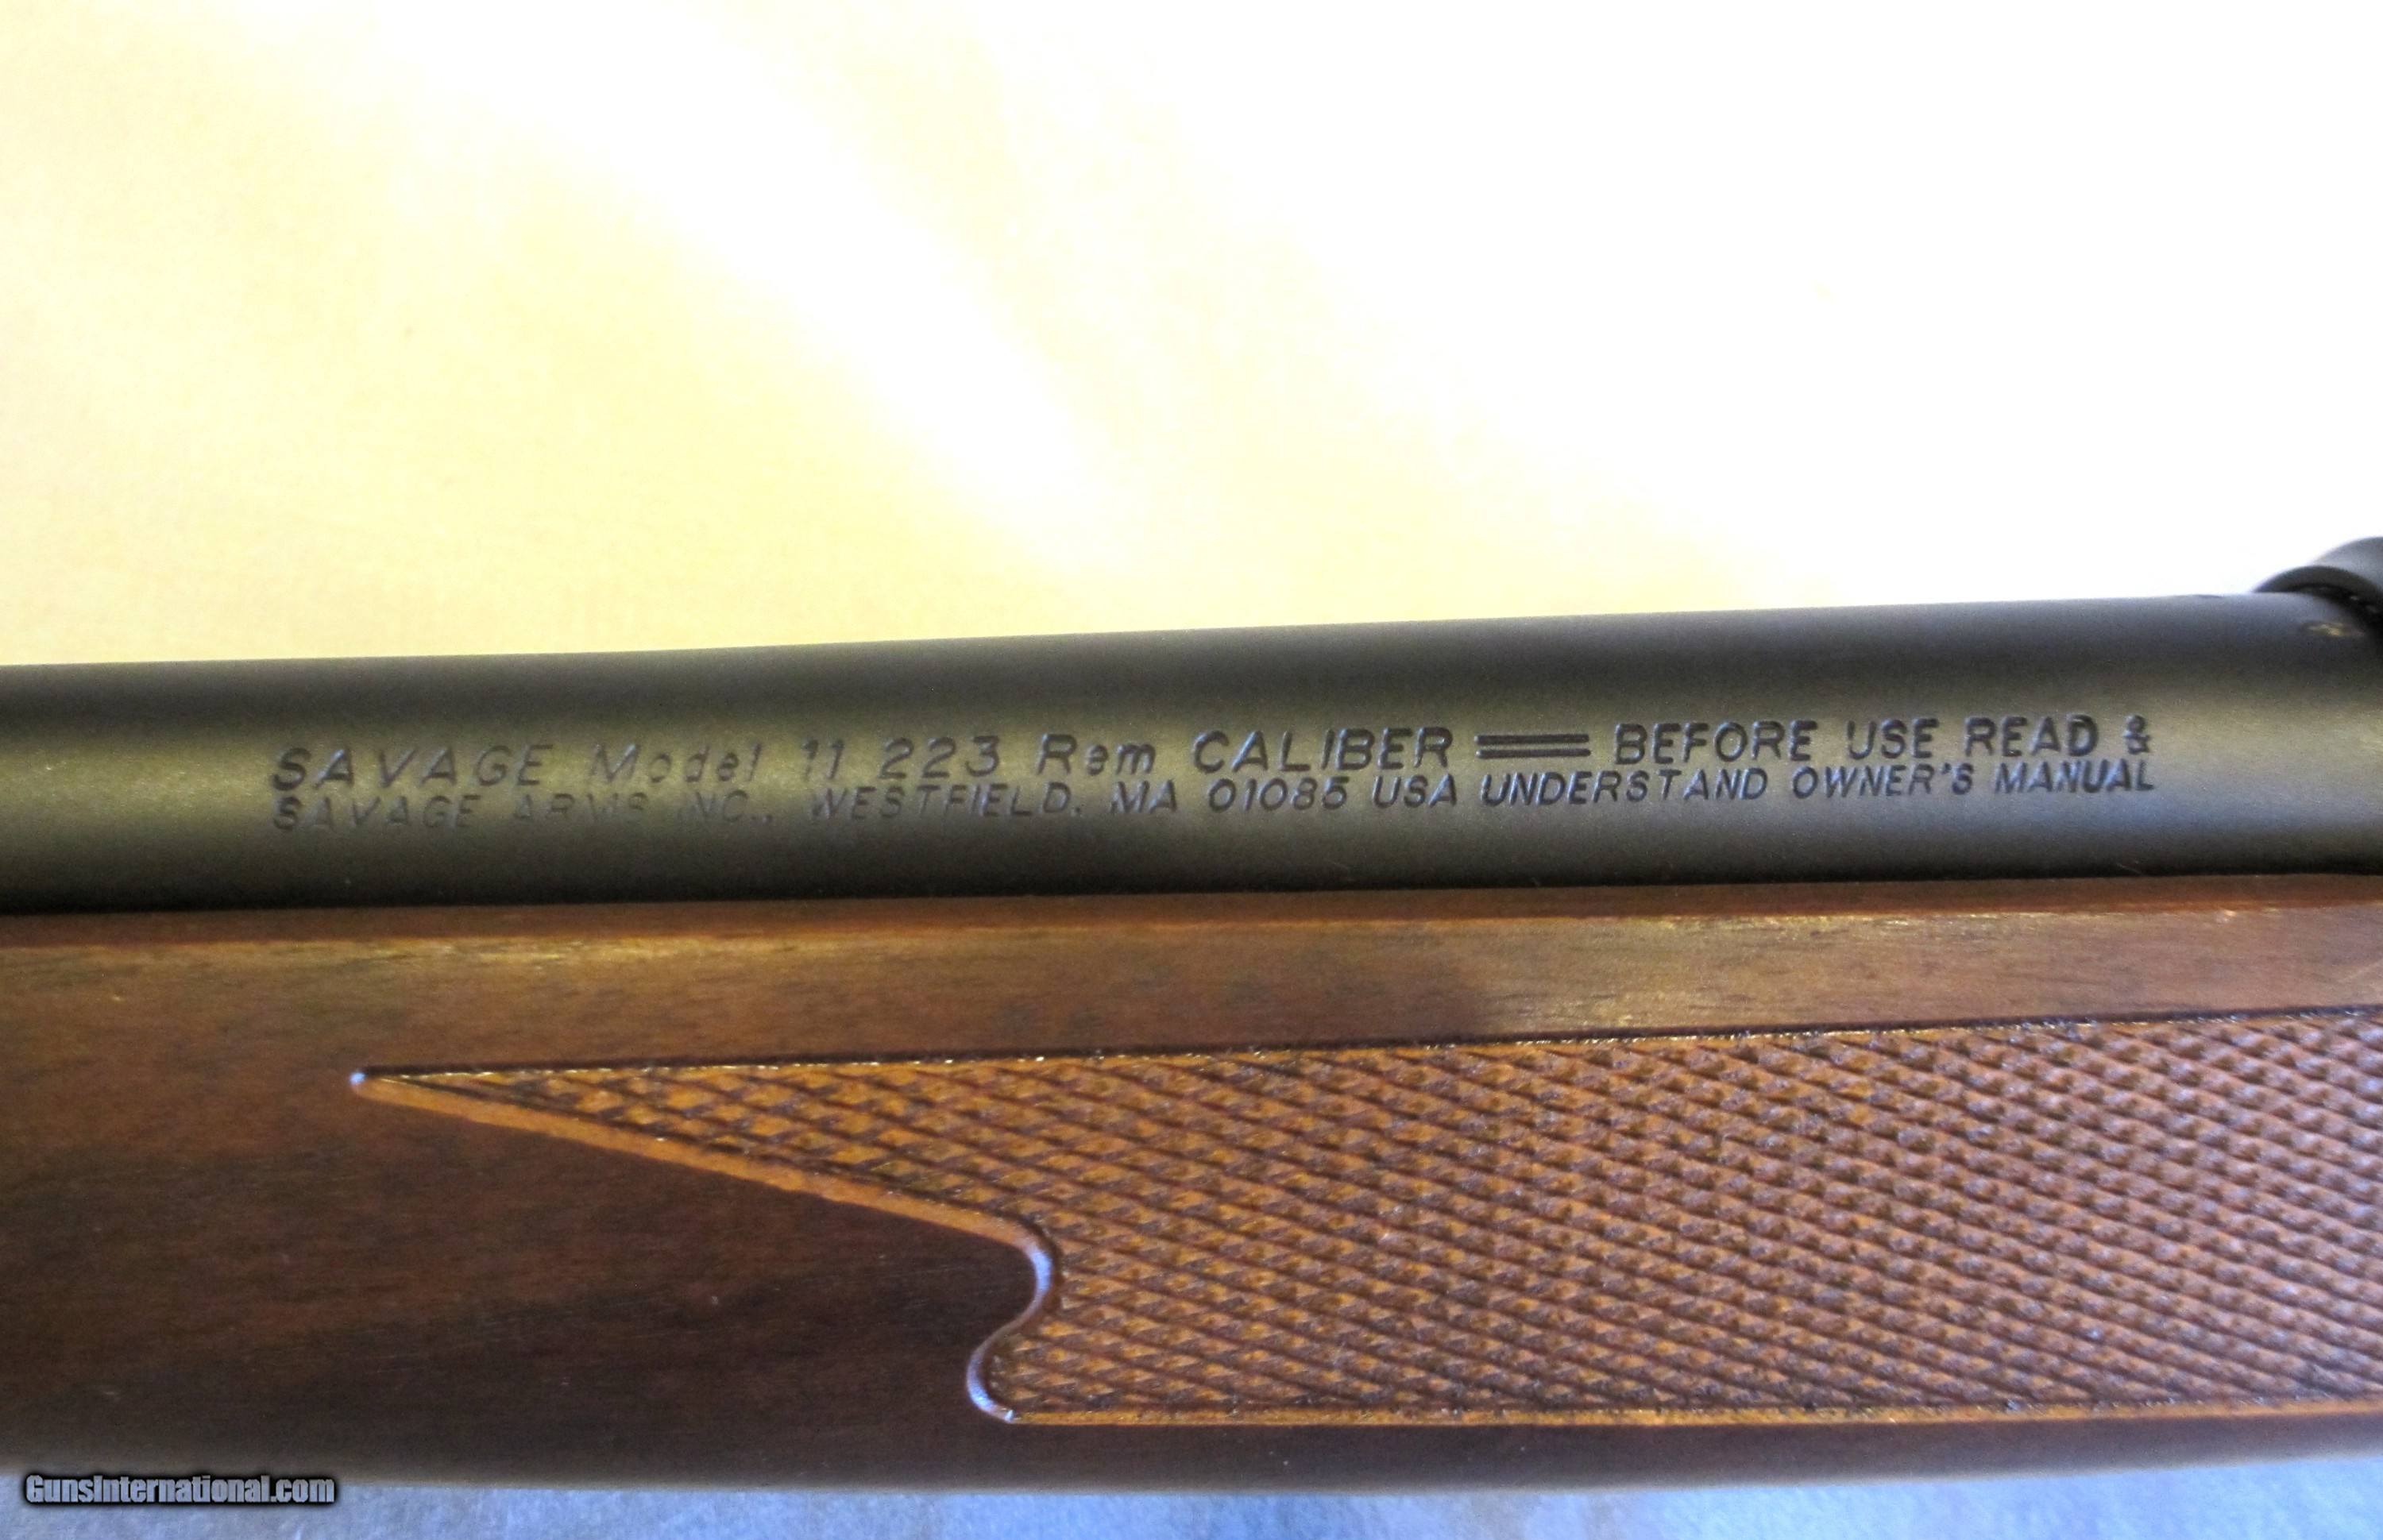 SAVAGE Model 11 223 Rem CALIBER BEFORE USE READ &
SAVAGE ARMS INC., WESTFIELD, MA 01085 USA UNDERSTAND OWNER'S MANUAL
GunsInternational.com